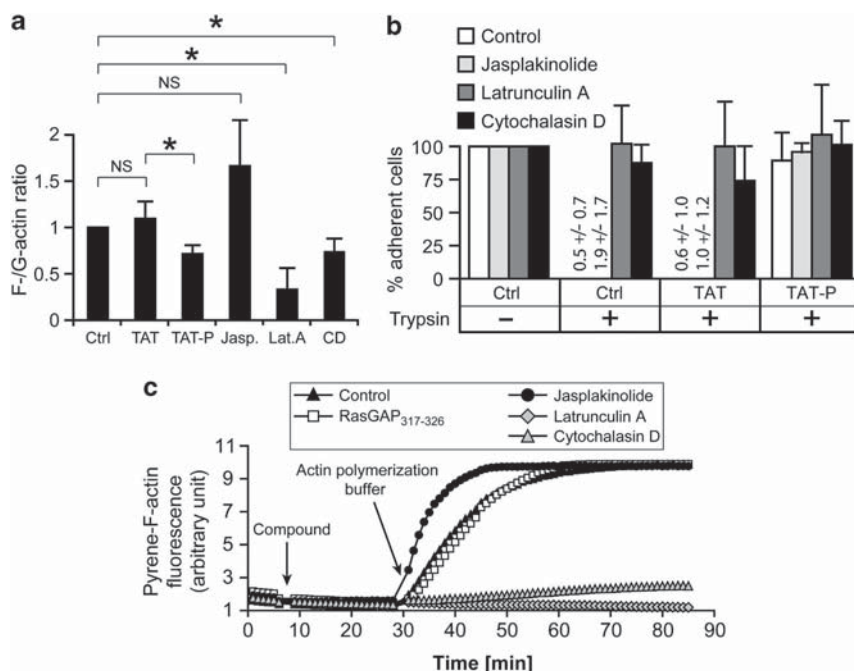 a
*
*
NS
NS
*
F-/G-actin ratio
2
1.5
1
0.5
0
Ctrl TAT TAT-P Jasp. Lat.A CD
b
Control
Jasplakinolide
Latrunculin A
Cytochalasin D
% adherent cells
100
75
50
25
0
0.5 +/- 0.7
1.9 +/- 1.7
0.6 +/- 1.0
1.0 +/- 1.2
Ctrl Ctrl TAT TAT-P
Trypsin − + + +
c
Control
RasGAP317-326
Jasplakinolide
Latrunculin A
Cytochalasin D
Pyrene-F-actin
fluorescence
(arbitrary unit)
11
9
7
5
3
1
Compound
Actin polymerization
buffer
0 10 20 30 40 50 60 70 80 90
Time [min]